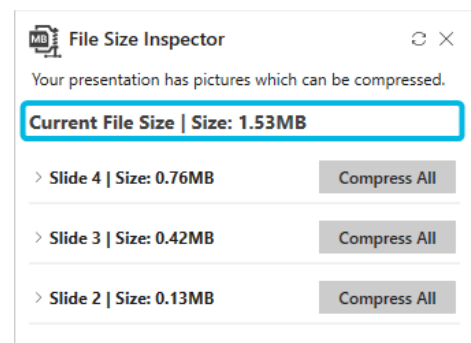 MB
File Size Inspector
Your presentation has pictures which can be compressed.
Current File Size | Size: 1.53MB
Slide 4 | Size: 0.76MB Compress All
Slide 3 | Size: 0.42MB Compress All
Slide 2 | Size: 0.13MB Compress All